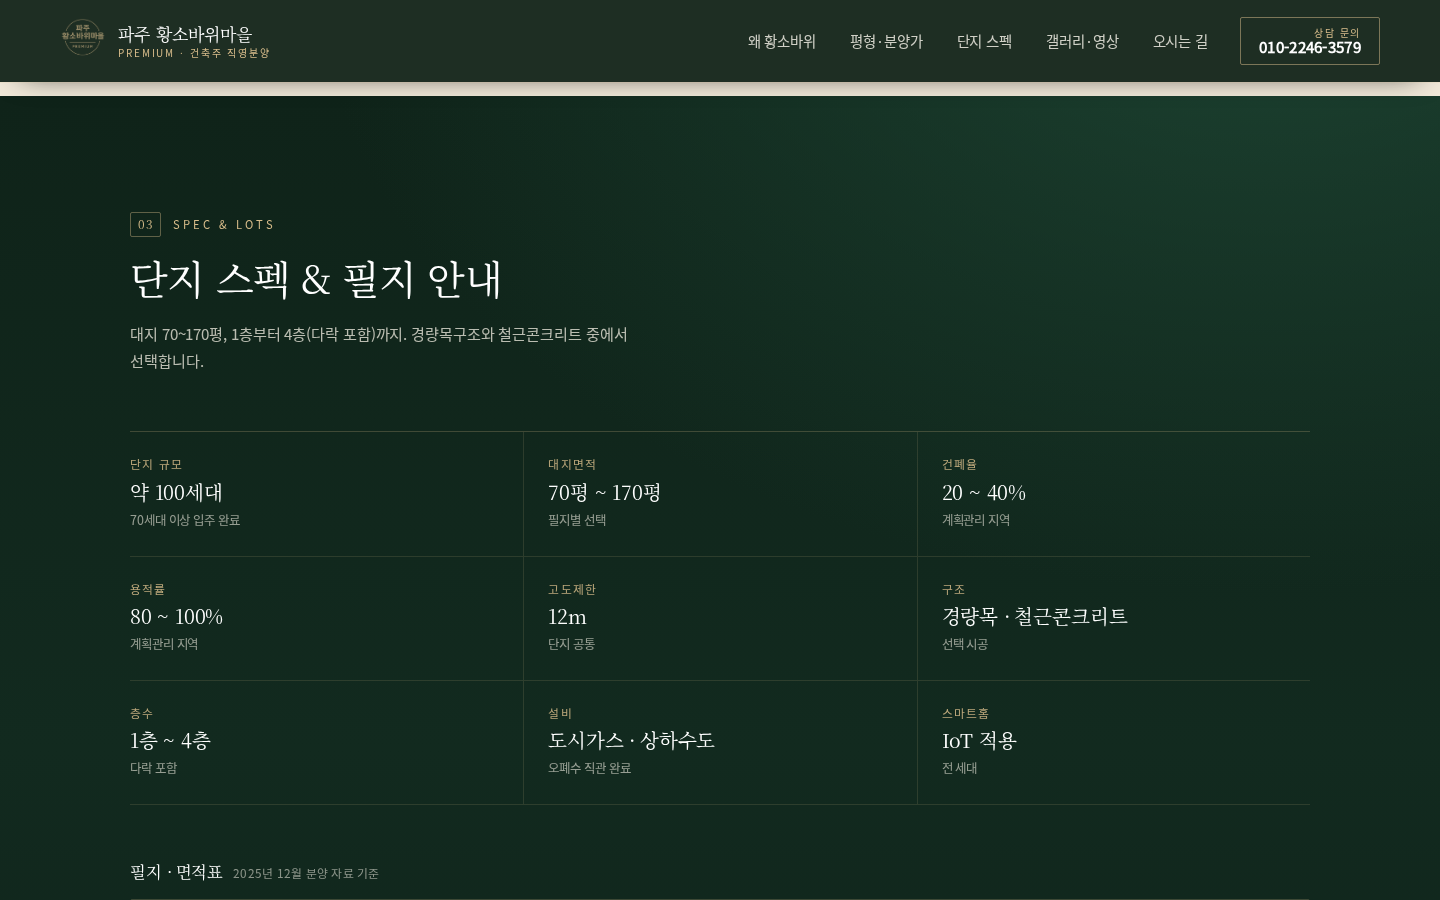 파주
황소바위마을
PREMIUM
파주 황소바위마을
PREMIUM · 건축주 직영분양
왜 황소바위
평형·분양가
단지 스펙
갤러리·영상
오시는 길
상담 문의
010-2246-3579
03 SPEC & LOTS
단지 스펙 & 필지 안내
대지 70~170평, 1층부터 4층(다락 포함)까지. 경량목구조와 철근콘크리트 중에서
선택합니다.
단지 규모
약 100세대
70세대 이상 입주 완료
대지면적
70평 ~ 170평
필지별 선택
건폐율
20 ~ 40%
계획관리 지역
용적률
80 ~ 100%
계획관리 지역
고도제한
12m
단지 공통
구조
경량목 · 철근콘크리트
선택 시공
층수
1층 ~ 4층
다락 포함
설비
도시가스 · 상하수도
오폐수 직관 완료
스마트홈
IoT 적용
전 세대
필지 · 면적표 2025년 12월 분양 자료 기준